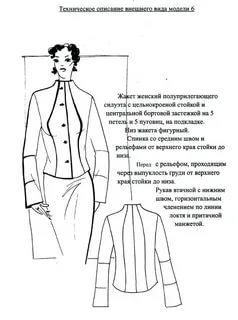 Техническое описание внешнего вида модели 6
Жакет женский полуприлегающего
силуэта с цельнокроеной стойкой и
центральной бортовой застежкой на 5
петель и 5 пуговиц, на подкладке.
Низ жакета фигурный.
Спинка со средним швом и
рельефами от верхнего края стойки до
низа.
Перед с рельефом, проходящим
через выпуклость груди от верхнего
края стойки до низа.
Рукав втачной с нижним
швом, горизонтальным
членением по линии
локтя и притачной
манжетой.